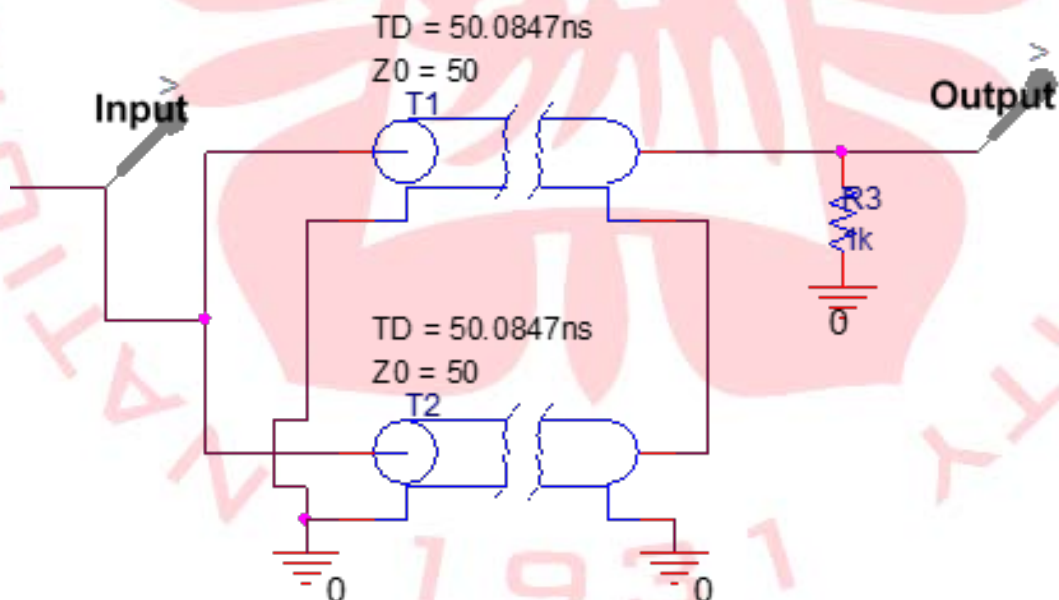 TD = 50.0847ns
Z0 = 50
T1
Input
Output
R3
1k
0
TD = 50.0847ns
Z0 = 50
T2
0
0
1931